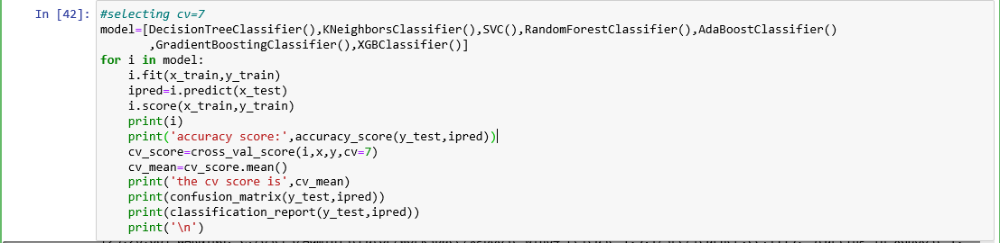 In [42]: #selecting cv=7
model=[DecisionTreeClassifier(),KNeighborsClassifier(),SVC(),RandomForestClassifier(),AdaBoostClassifier()
       ,GradientBoostingClassifier(),XGBClassifier()]
for i in model:
    i.fit(x_train,y_train)
    ipred=i.predict(x_test)
    i.score(x_train,y_train)
    print(i)
    print('accuracy score:',accuracy_score(y_test,ipred))
    cv_score=cross_val_score(i,x,y,cv=7)
    cv_mean=cv_score.mean()
    print('the cv score is',cv_mean)
    print(confusion_matrix(y_test,ipred))
    print(classification_report(y_test,ipred))
    print('\n')